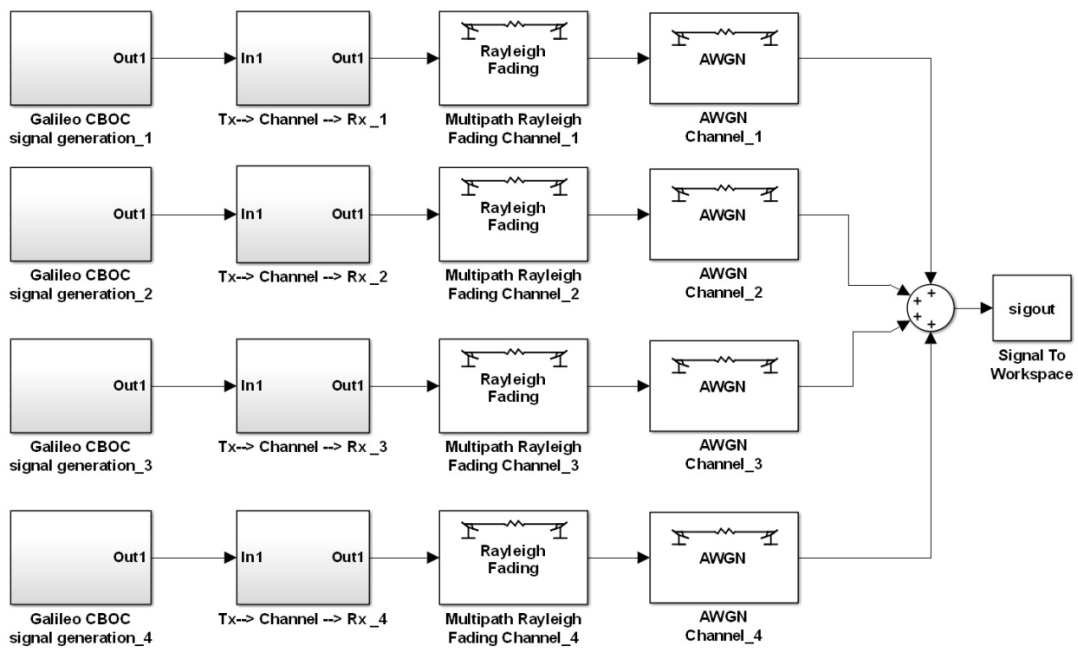 Out1
In1 Out1
Rayleigh
Fading
AWGN
Galileo CBOC
signal generation_1
Tx--> Channel --> Rx _1
Multipath Rayleigh
Fading Channel_1
AWGN
Channel_1
Out1
In1 Out1
Rayleigh
Fading
AWGN
Galileo CBOC
signal generation_2
Tx--> Channel --> Rx _2
Multipath Rayleigh
Fading Channel_2
AWGN
Channel_2
+
+
+
+
sigout
Signal To
Workspace
Out1
In1 Out1
Rayleigh
Fading
AWGN
Galileo CBOC
signal generation_3
Tx--> Channel --> Rx _3
Multipath Rayleigh
Fading Channel_3
AWGN
Channel_3
Out1
In1 Out1
Rayleigh
Fading
AWGN
Galileo CBOC
signal generation_4
Tx--> Channel --> Rx _4
Multipath Rayleigh
Fading Channel_4
AWGN
Channel_4